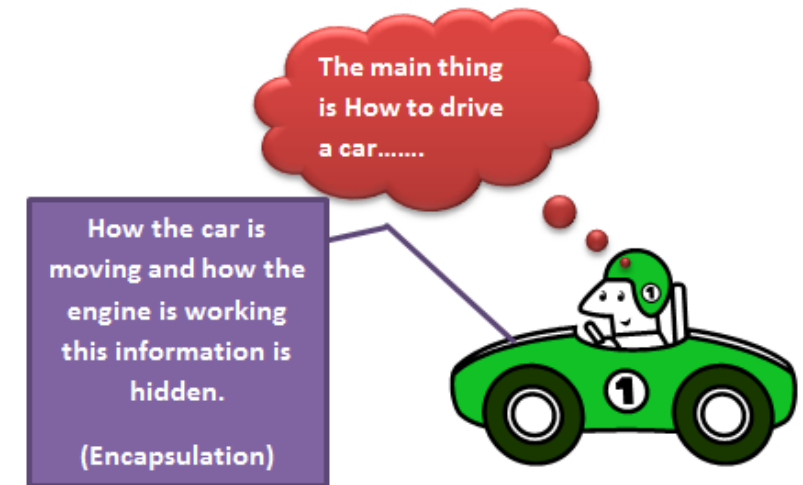 The main thing
is How to drive
a car.......
How the car is
moving and how the
engine is working
this information is
hidden.
(Encapsulation)
1
1